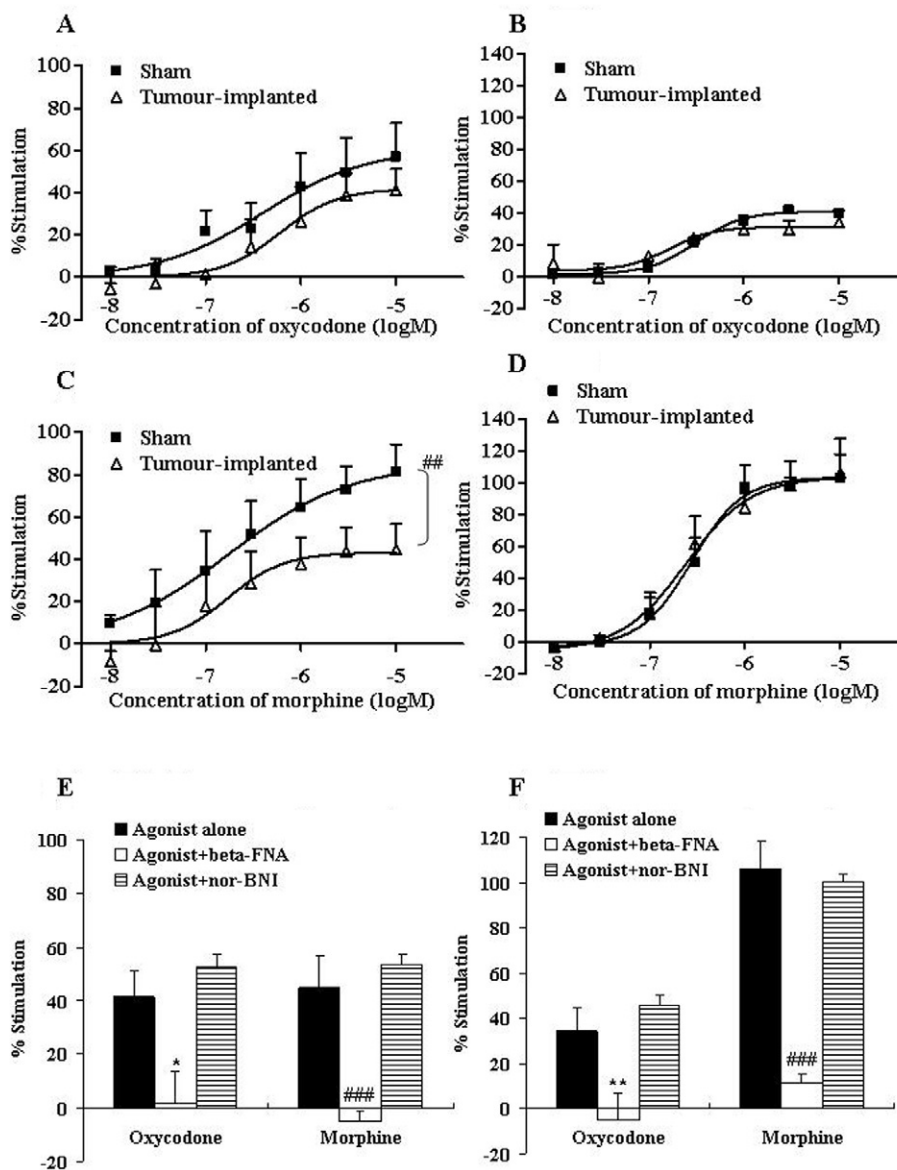 A
Sham
Tumour-implanted
%Stimulation
100
80
60
40
20
0
-20
-8
-7
-6
-5
Concentration of oxycodone (logM)
B
Sham
Tumour-implanted
%Stimulation
140
120
100
80
60
40
20
0
-20
-8
-7
-6
-5
Concentration of oxycodone (logM)
C
Sham
Tumour-implanted
##
%Stimulation
100
80
60
40
20
0
-20
-8
-7
-6
-5
Concentration of morphine (logM)
D
Sham
Tumour-implanted
%Stimulation
140
120
100
80
60
40
20
0
-20
-8
-7
-6
-5
Concentration of morphine (logM)
E
Agonist alone
Agonist+beta-FNA
Agonist+nor-BNI
% Stimulation
100
80
60
40
20
0
-20
*
###
Oxycodone
Morphine
F
Agonist alone
Agonist+beta-FNA
Agonist+nor-BNI
% Stimulation
120
100
80
60
40
20
0
-20
**
###
Oxycodone
Morphine